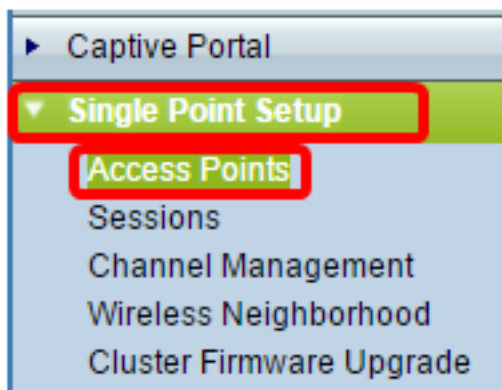 Captive Portal
Single Point Setup
Access Points
Sessions
Channel Management
Wireless Neighborhood
Cluster Firmware Upgrade